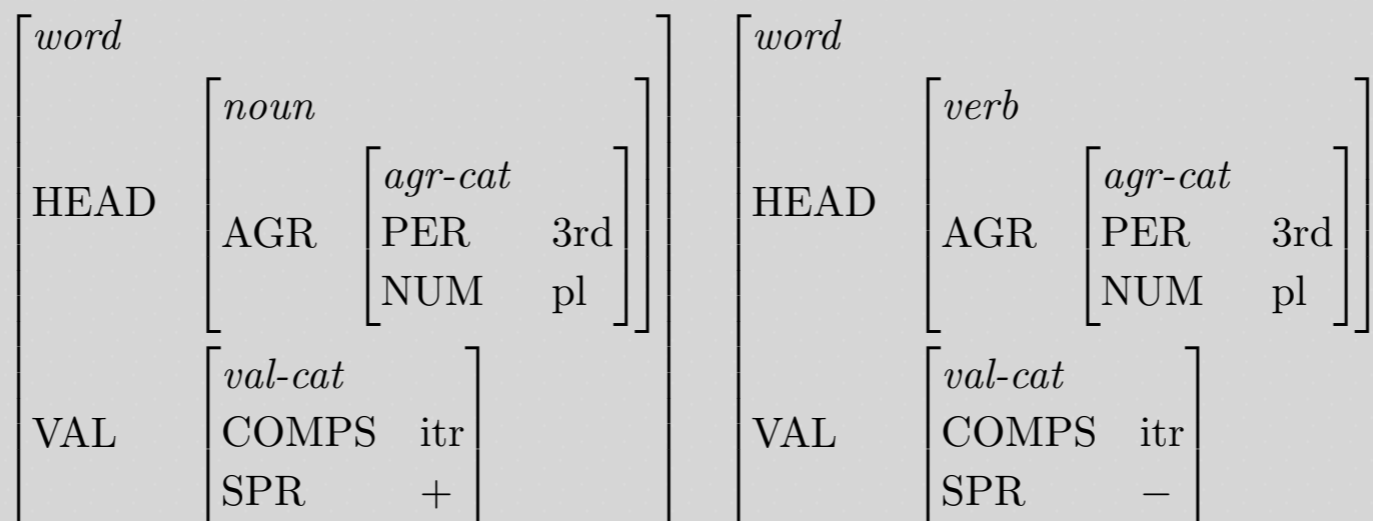 word word
noun verb
agr-cat agr-cat
HEAD HEAD
AGR PER 3rd AGR PER 3rd
NUM pl NUM pl
val-cat val-cat
VAL COMPS itr VAL COMPS itr
SPR + SPR −